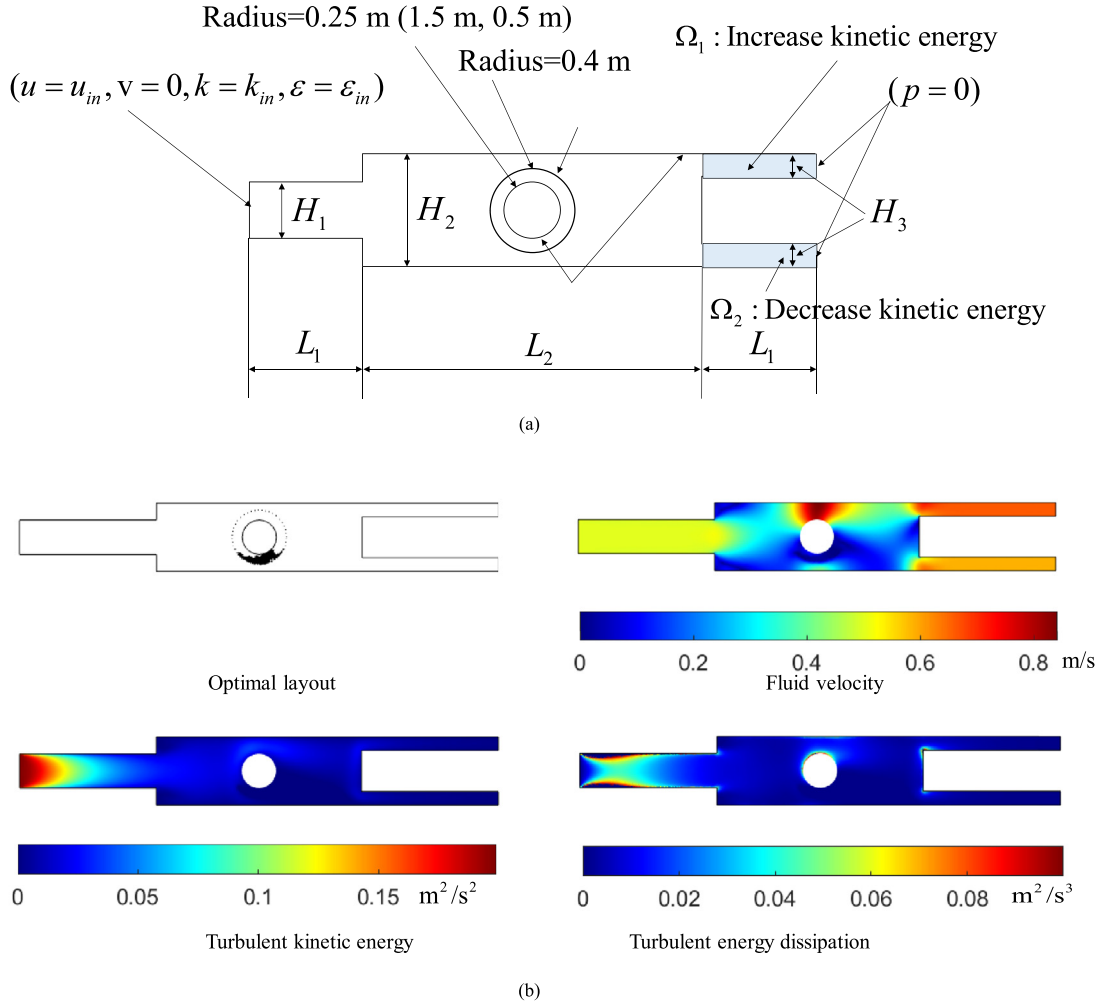 Radius=0.25 m (1.5 m, 0.5 m)
Ω₁ : Increase kinetic energy
Radius=0.4 m
(u = u_in, v = 0, k = k_in, ε = ε_in)
(p = 0)
H₁
H₂
H₃
Ω₂ : Decrease kinetic energy
L₁
L₂
L₁
(a)
0 0.2 0.4 0.6 0.8 m/s
Optimal layout
Fluid velocity
0 0.05 0.1 0.15 m²/s²
0 0.02 0.04 0.06 0.08 m²/s³
Turbulent kinetic energy
Turbulent energy dissipation
(b)